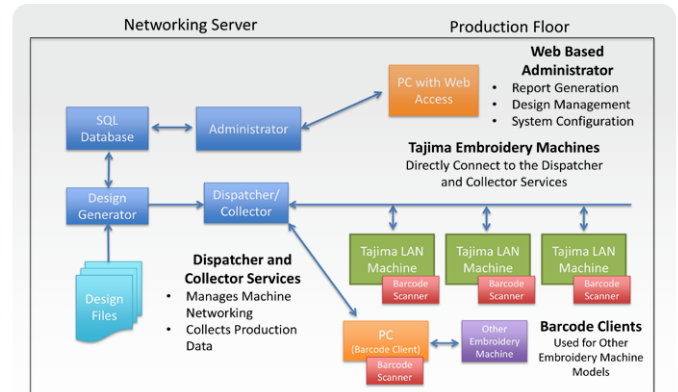 Networking Server
Production Floor
Web Based
Administrator
• Report Generation
• Design Management
• System Configuration
PC with Web
Access
SQL
Database
Administrator
Tajima Embroidery Machines
Directly Connect to the Dispatcher
and Collector Services
Design
Generator
Dispatcher/
Collector
Tajima LAN
Machine
Barcode
Scanner
Tajima LAN
Machine
Barcode
Scanner
Tajima LAN
Machine
Barcode
Scanner
Dispatcher and
Collector Services
• Manages Machine
Networking
• Collects Production
Data
Design
Files
PC
(Barcode Client)
Barcode
Scanner
Other
Embroidery
Machine
Barcode Clients
Used for Other
Embroidery Machine
Models